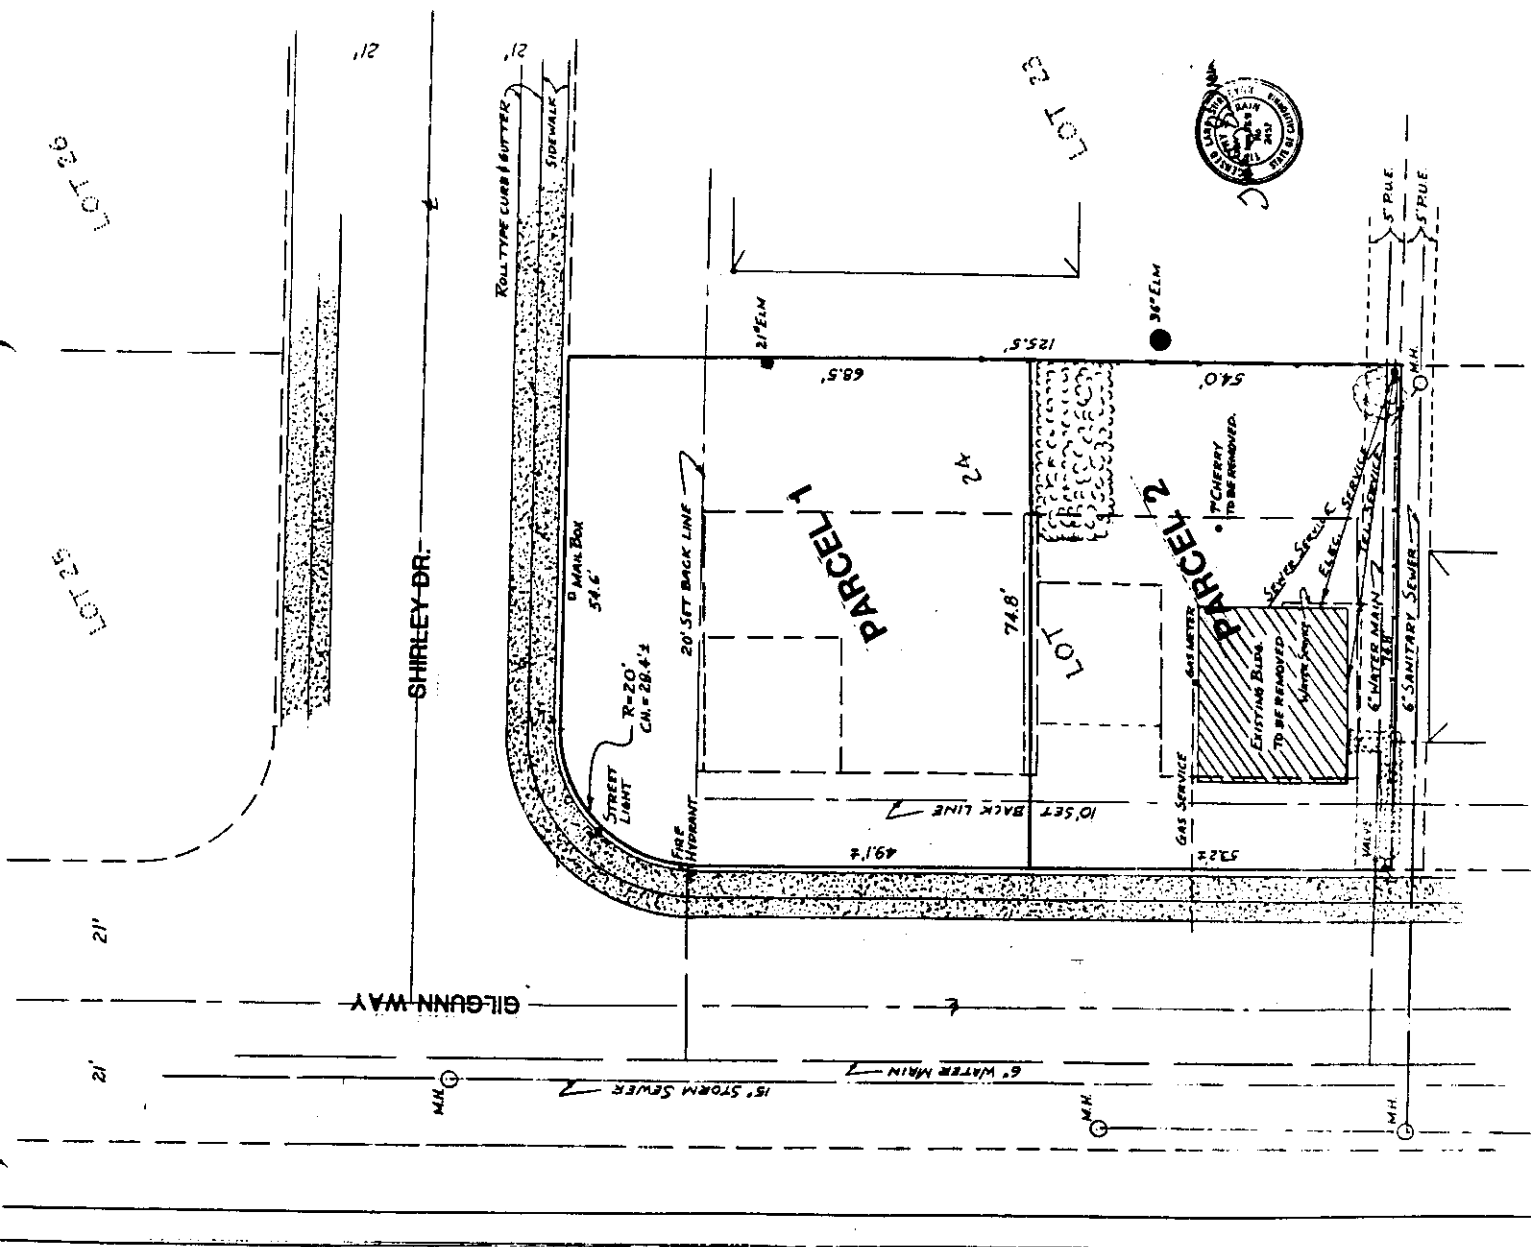 LOT 26
21'
21'
ROLL TYPE CURB & GUTTER
SIDEWALK
LOT 23
5' P.U.E.
5' P.U.E.
LOT 25
SHIRLEY DR.
MAIL BOX
54.6'
R=20'
CH.=28.4'±
STREET
LIGHT
20' SET BACK LINE
21" ELM
68.5'
125.5'
36" ELM
54.0'
M.H.
PARCEL 1
24
LOT
74.8'
PARCEL 2
7" CHERRY
TO BE REMOVED.
SEWER SERVICE
ELEC. SERVICE
TEL. SERVICE
GAS METER
EXISTING BLDG.
TO BE REMOVED
WATER SERVICE
6" WATER MAIN
6" SANITARY SEWER
GAS SERVICE
10' SET BACK LINE
FIRE
HYDRANT
49.1'±
53.2'±
VALVE
21'
GILGUNN WAY
21'
M.H.
15" STORM SEWER
6" WATER MAIN
M.H.
M.H.
STATE OF CALIFORNIA